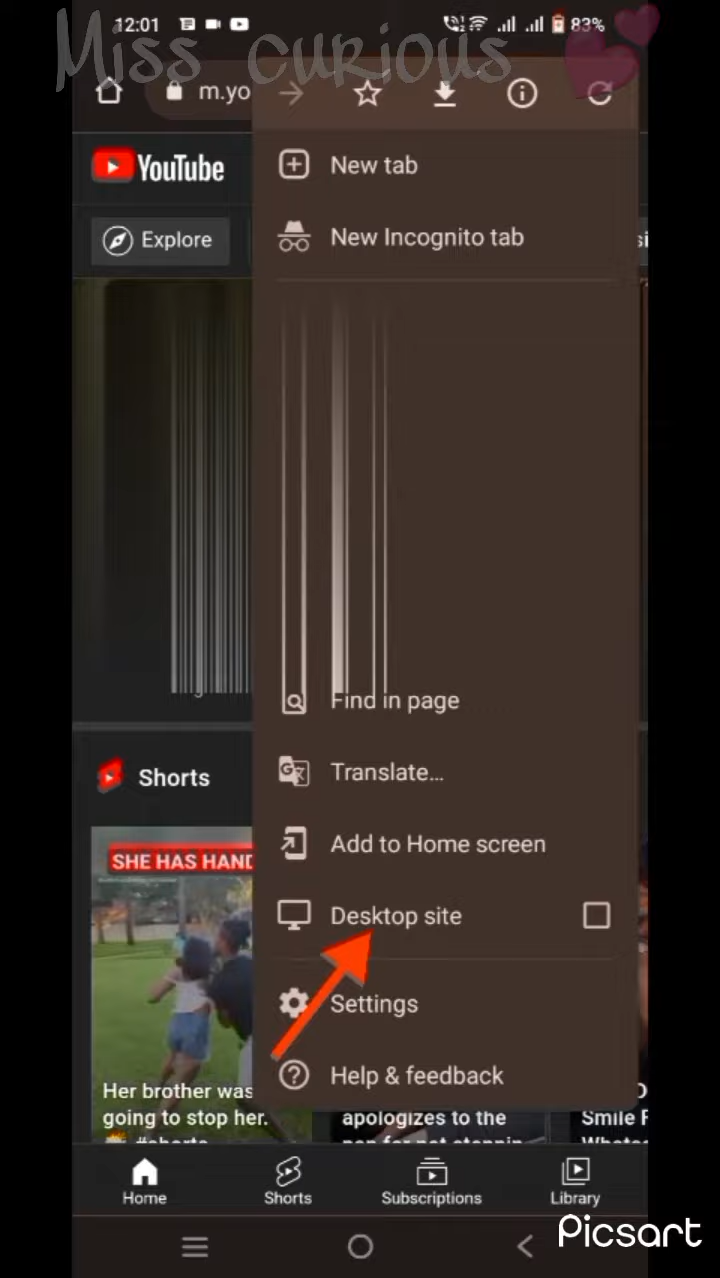 12:01
83%
Miss curious
m.yo
YouTube
New tab
Explore
New Incognito tab
Find in page
Shorts
Translate...
SHE HAS HAND
Add to Home screen
Desktop site
Settings
Help & feedback
Her brother was
going to stop her.
#shorts
apologizes to the
Smile F
Home
Shorts
Subscriptions
Library
Picsart